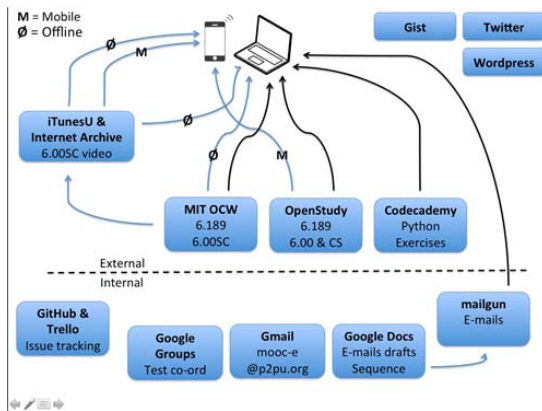 M = Mobile
Ø = Offline
Ø
M
Gist
Twitter
Wordpress
iTunesU &
Internet Archive
6.00SC video
Ø
Ø
M
MIT OCW
6.189
6.00SC
OpenStudy
6.189
6.00 & CS
Codecademy
Python
Exercises
External
Internal
GitHub &
Trello
Issue tracking
Google
Groups
Test co-ord
Gmail
mooc-e
@p2pu.org
Google Docs
E-mails drafts
Sequence
mailgun
E-mails